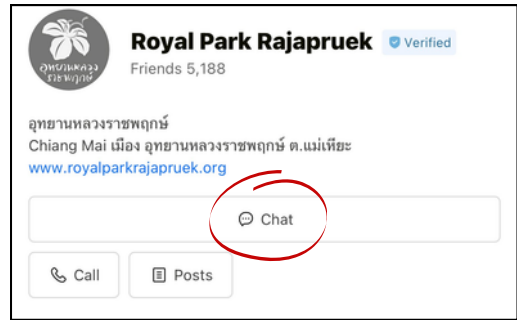 Royal Park Rajapruek Verified
Friends 5,188
อุทยานหลวง
ราชพฤกษ์
อุทยานหลวงราชพฤกษ์
Chiang Mai เมือง อุทยานหลวงราชพฤกษ์ ต.แม่เหียะ
www.royalparkrajapruek.org
Chat
Call Posts